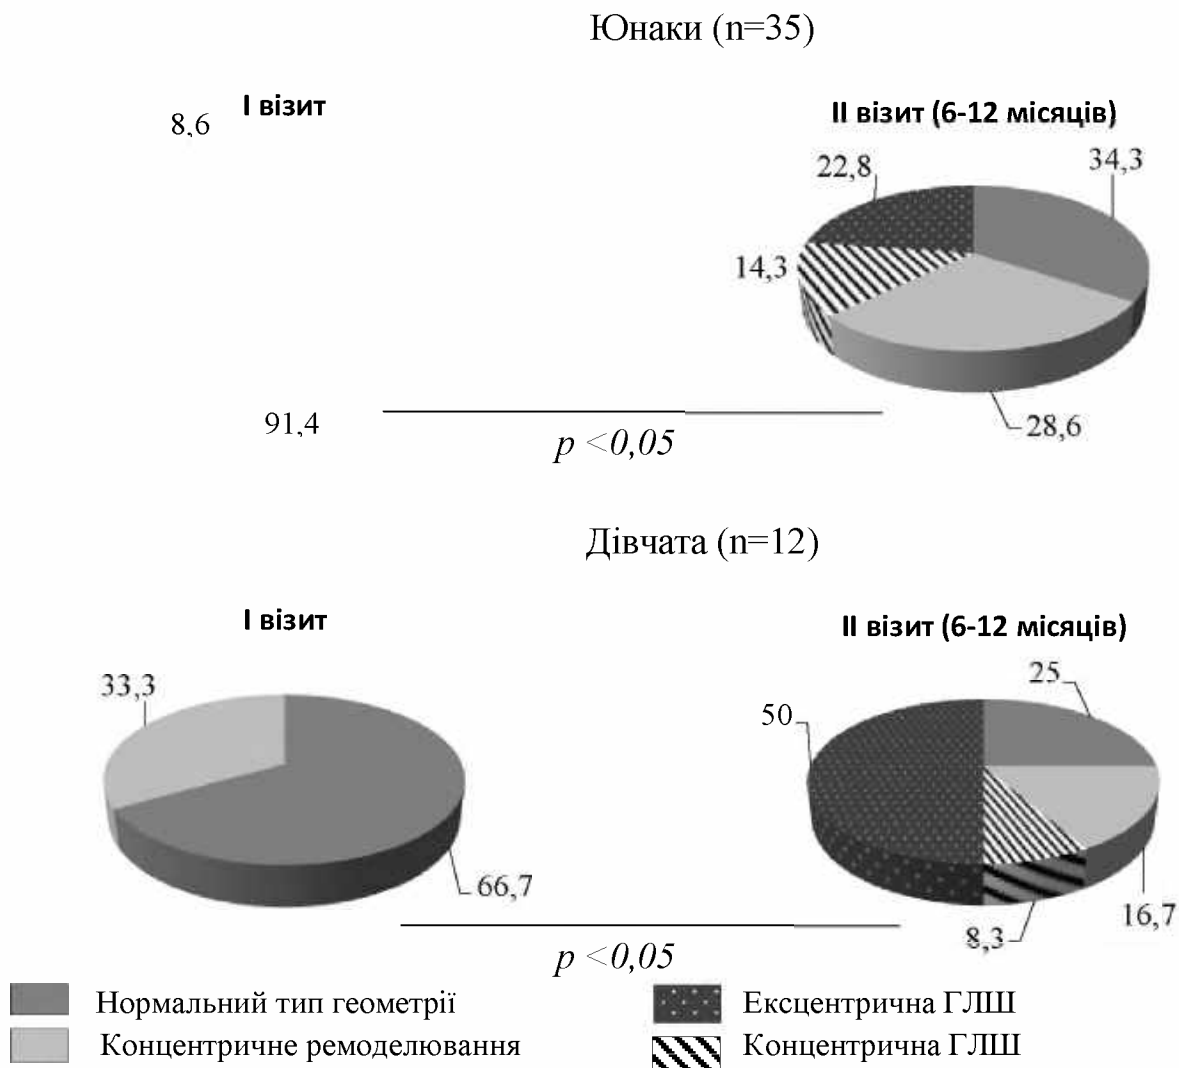 Юнаки (n=35)
І візит
8,6
91,4
ІІ візит (6-12 місяців)
22,8
34,3
14,3
28,6
p <0,05
Дівчата (n=12)
І візит
33,3
66,7
ІІ візит (6-12 місяців)
25
50
16,7
8,3
p <0,05
Нормальний тип геометрії
Концентричне ремоделювання
Ексцентрична ГЛШ
Концентрична ГЛШ